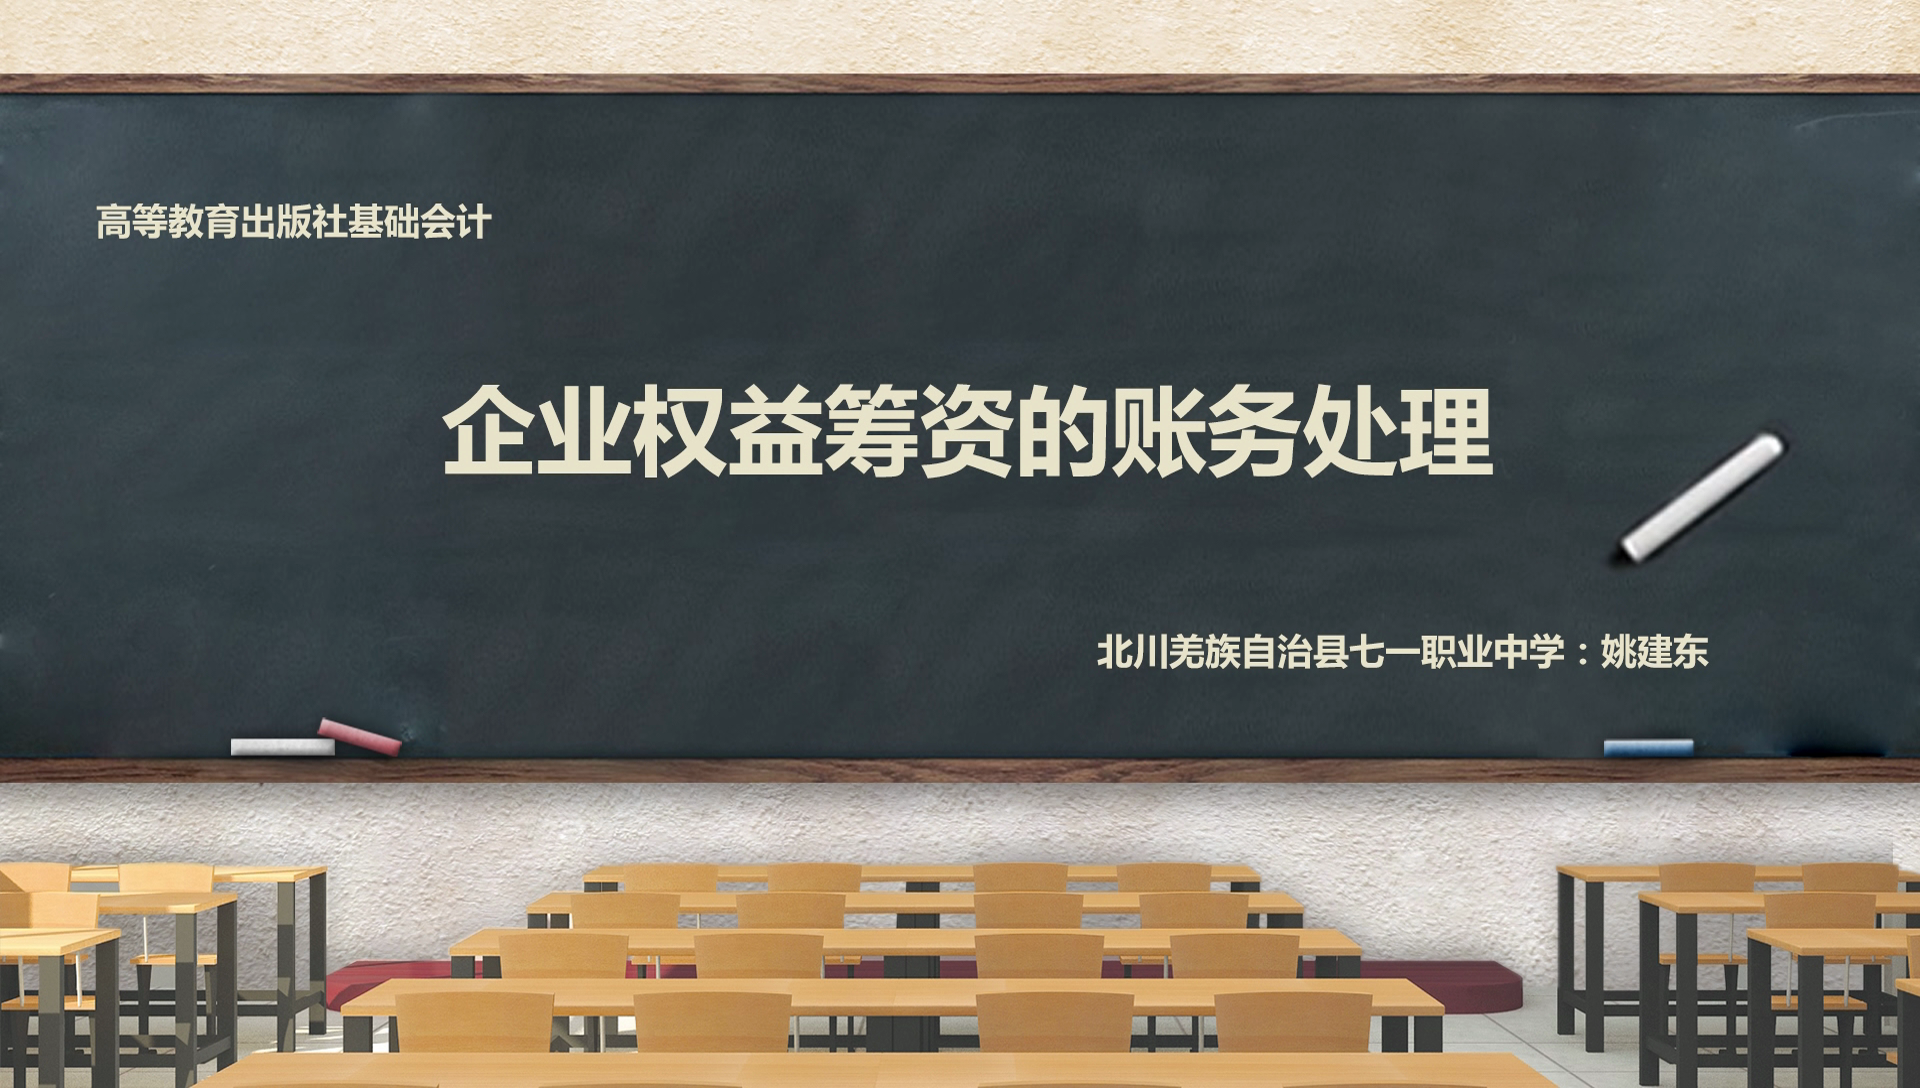 高等教育出版社基础会计
企业权益筹资的账务处理
北川羌族自治县七一职业中学：姚建东